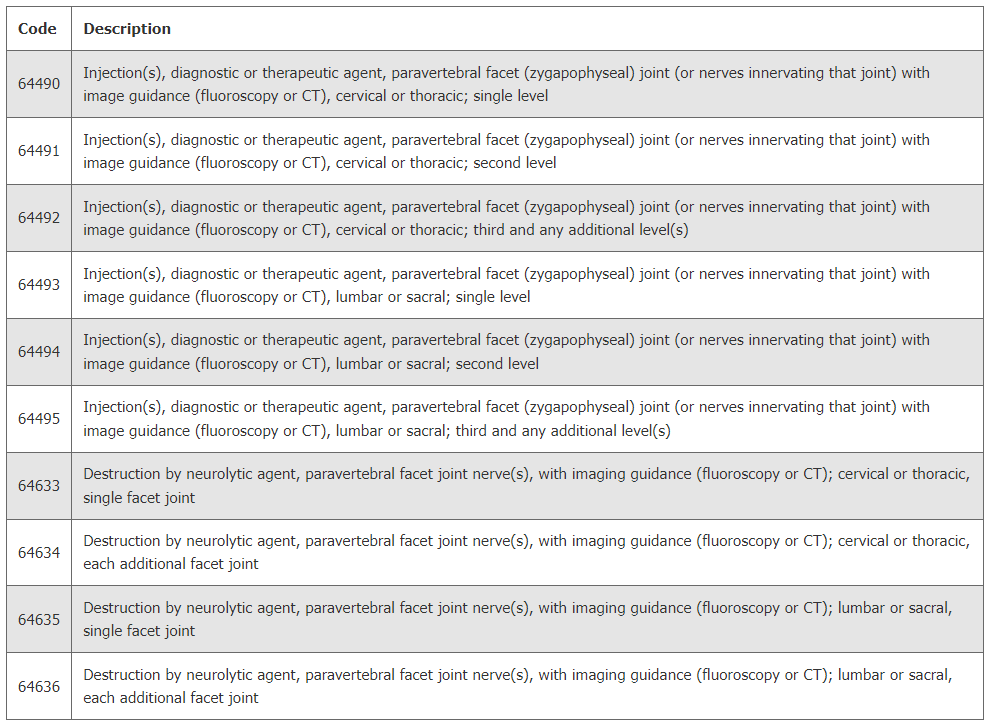 Code Description
64490 Injection(s), diagnostic or therapeutic agent, paravertebral facet (zygapophyseal) joint (or nerves innervating that joint) with
image guidance (fluoroscopy or CT), cervical or thoracic; single level
64491 Injection(s), diagnostic or therapeutic agent, paravertebral facet (zygapophyseal) joint (or nerves innervating that joint) with
image guidance (fluoroscopy or CT), cervical or thoracic; second level
64492 Injection(s), diagnostic or therapeutic agent, paravertebral facet (zygapophyseal) joint (or nerves innervating that joint) with
image guidance (fluoroscopy or CT), cervical or thoracic; third and any additional level(s)
64493 Injection(s), diagnostic or therapeutic agent, paravertebral facet (zygapophyseal) joint (or nerves innervating that joint) with
image guidance (fluoroscopy or CT), lumbar or sacral; single level
64494 Injection(s), diagnostic or therapeutic agent, paravertebral facet (zygapophyseal) joint (or nerves innervating that joint) with
image guidance (fluoroscopy or CT), lumbar or sacral; second level
64495 Injection(s), diagnostic or therapeutic agent, paravertebral facet (zygapophyseal) joint (or nerves innervating that joint) with
image guidance (fluoroscopy or CT), lumbar or sacral; third and any additional level(s)
64633 Destruction by neurolytic agent, paravertebral facet joint nerve(s), with imaging guidance (fluoroscopy or CT); cervical or thoracic,
single facet joint
64634 Destruction by neurolytic agent, paravertebral facet joint nerve(s), with imaging guidance (fluoroscopy or CT); cervical or thoracic,
each additional facet joint
64635 Destruction by neurolytic agent, paravertebral facet joint nerve(s), with imaging guidance (fluoroscopy or CT); lumbar or sacral,
single facet joint
64636 Destruction by neurolytic agent, paravertebral facet joint nerve(s), with imaging guidance (fluoroscopy or CT); lumbar or sacral,
each additional facet joint